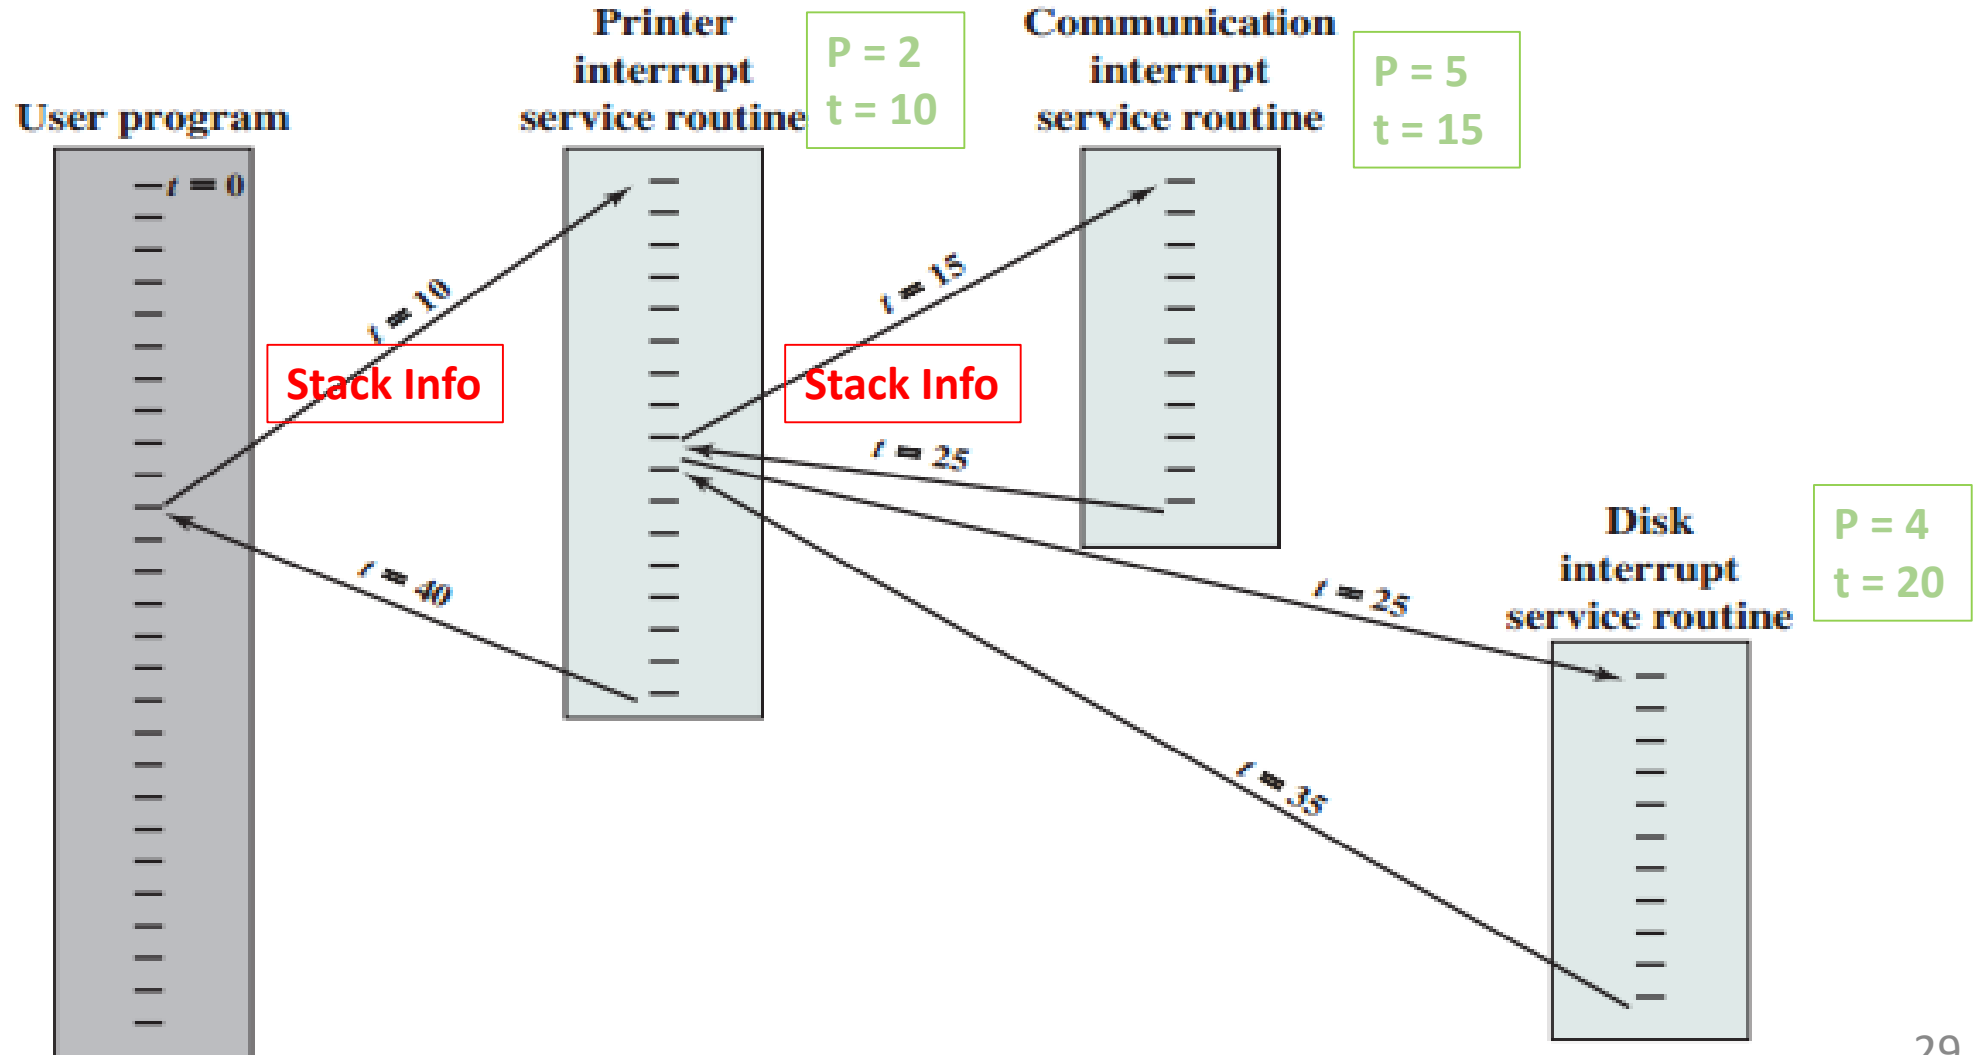 User program
t = 0
Printer
interrupt
service routine
P = 2
t = 10
Communication
interrupt
service routine
P = 5
t = 15
t = 10
Stack Info
t = 15
Stack Info
t = 25
t = 40
t = 25
Disk
interrupt
service routine
P = 4
t = 20
t = 35
29